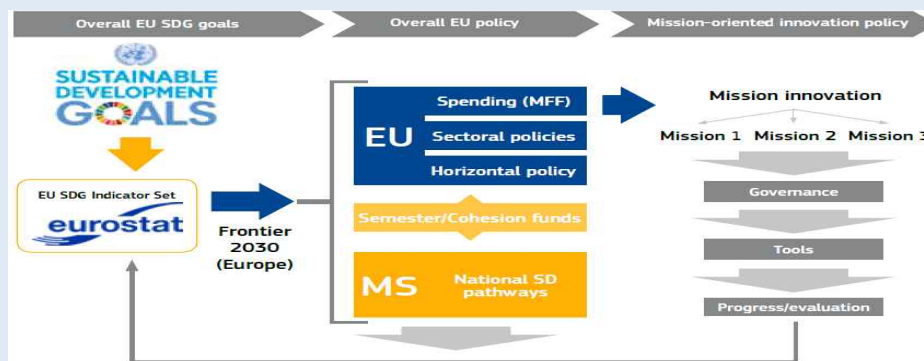 Overall EU SDG goals
Overall EU policy
Mission-oriented innovation policy
SUSTAINABLE
DEVELOPMENT
GOALS
EU SDG Indicator Set
eurostat
Frontier
2030
(Europe)
EU
Spending (MFF)
Sectoral policies
Horizontal policy
Semester/Cohesion funds
MS
National SD
pathways
Mission innovation
Mission 1 Mission 2 Mission 3
Governance
Tools
Progress/evaluation